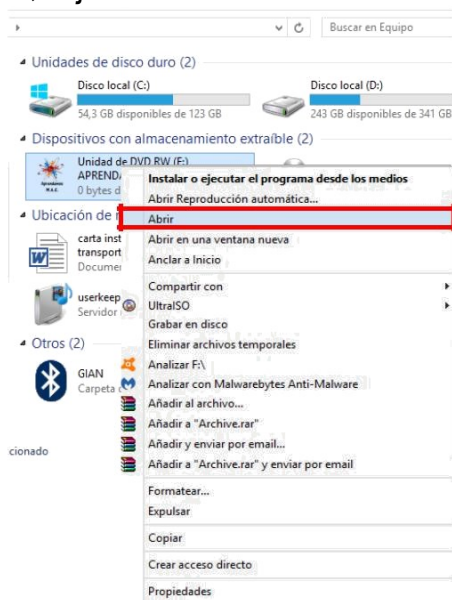 Buscar en Equipo
Unidades de disco duro (2)
Disco local (C:)
54,3 GB disponibles de 123 GB
Disco local (D:)
243 GB disponibles de 341 GB
Dispositivos con almacenamiento extraíble (2)
Unidad de DVD RW (F:)
APREND
0 bytes d
Instalar o ejecutar el programa desde los medios
Abrir Reproducción automática...
Abrir
Abrir en una ventana nueva
Anclar a Inicio
Ubicación de r
carta inst
transport
Documen
userkeep
Servidor
Compartir con
UltraISO
Grabar en disco
Eliminar archivos temporales
Analizar F:\
Analizar con Malwarebytes Anti-Malware
Añadir al archivo...
Añadir a "Archive.rar"
Añadir y enviar por email...
Añadir a "Archive.rar" y enviar por email
Formatear...
Expulsar
Copiar
Crear acceso directo
Propiedades
Otros (2)
GIAN
Carpeta
cionado